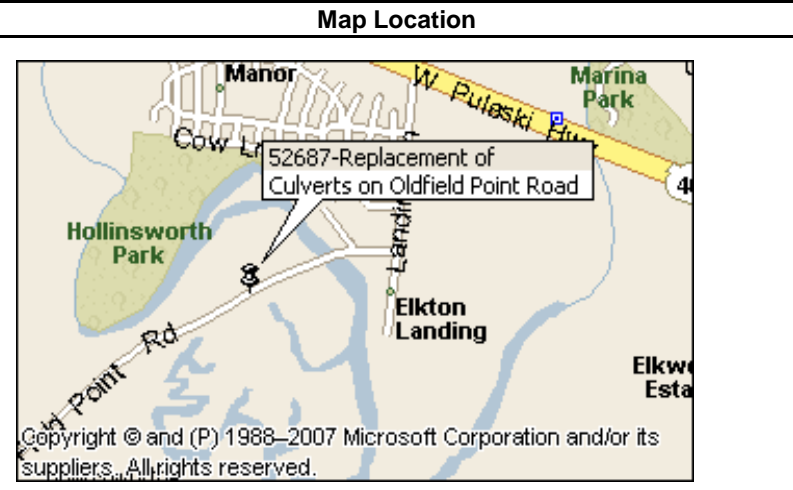 Map Location
Manor
W Pulaski Hwy
Marina
Park
Cow
52687-Replacement of
Culverts on Oldfield Point Road
Hollinsworth
Park
Elkton
Landing
Rd
Point
Elkw
Esta
40
Copyright © and (P) 1988–2007 Microsoft Corporation and/or its
suppliers. All rights reserved.